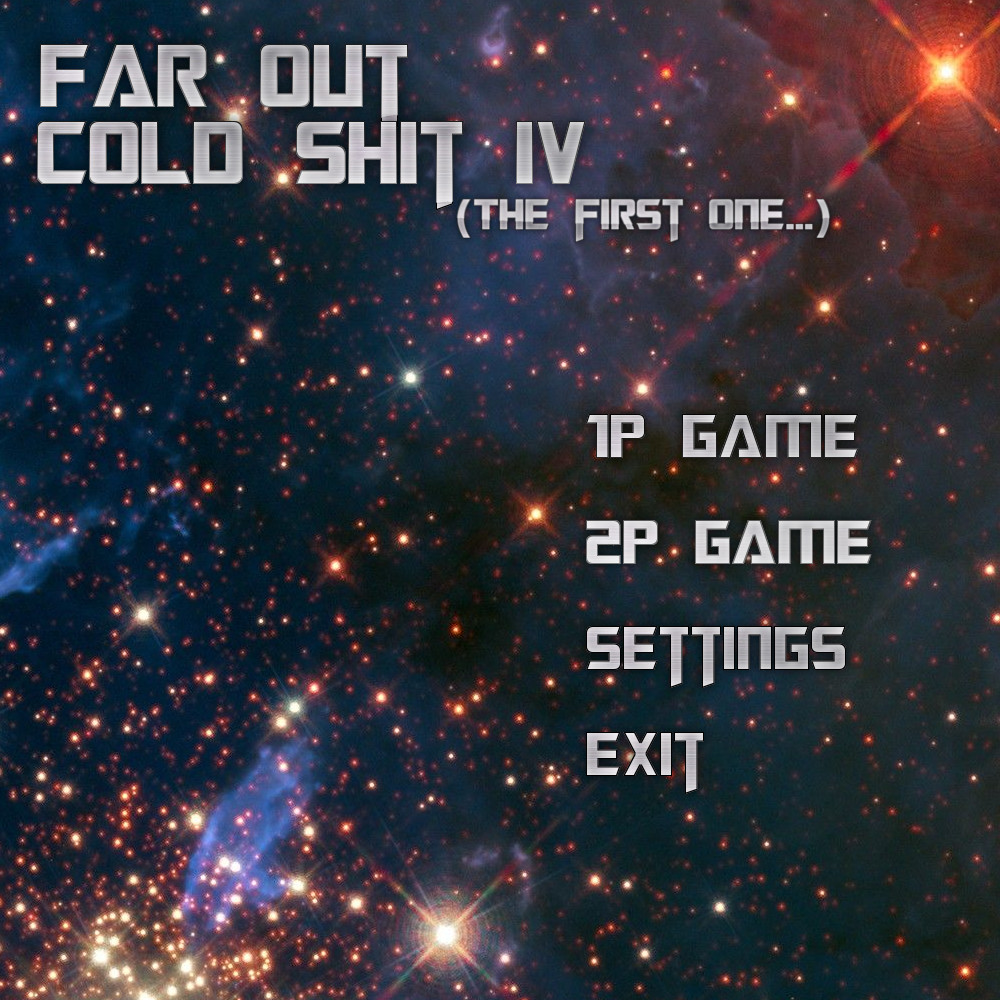 FAR OUT
COLD SHIT IV
(THE FIRST ONE...)
1P GAME
2P GAME
SETTINGS
EXIT